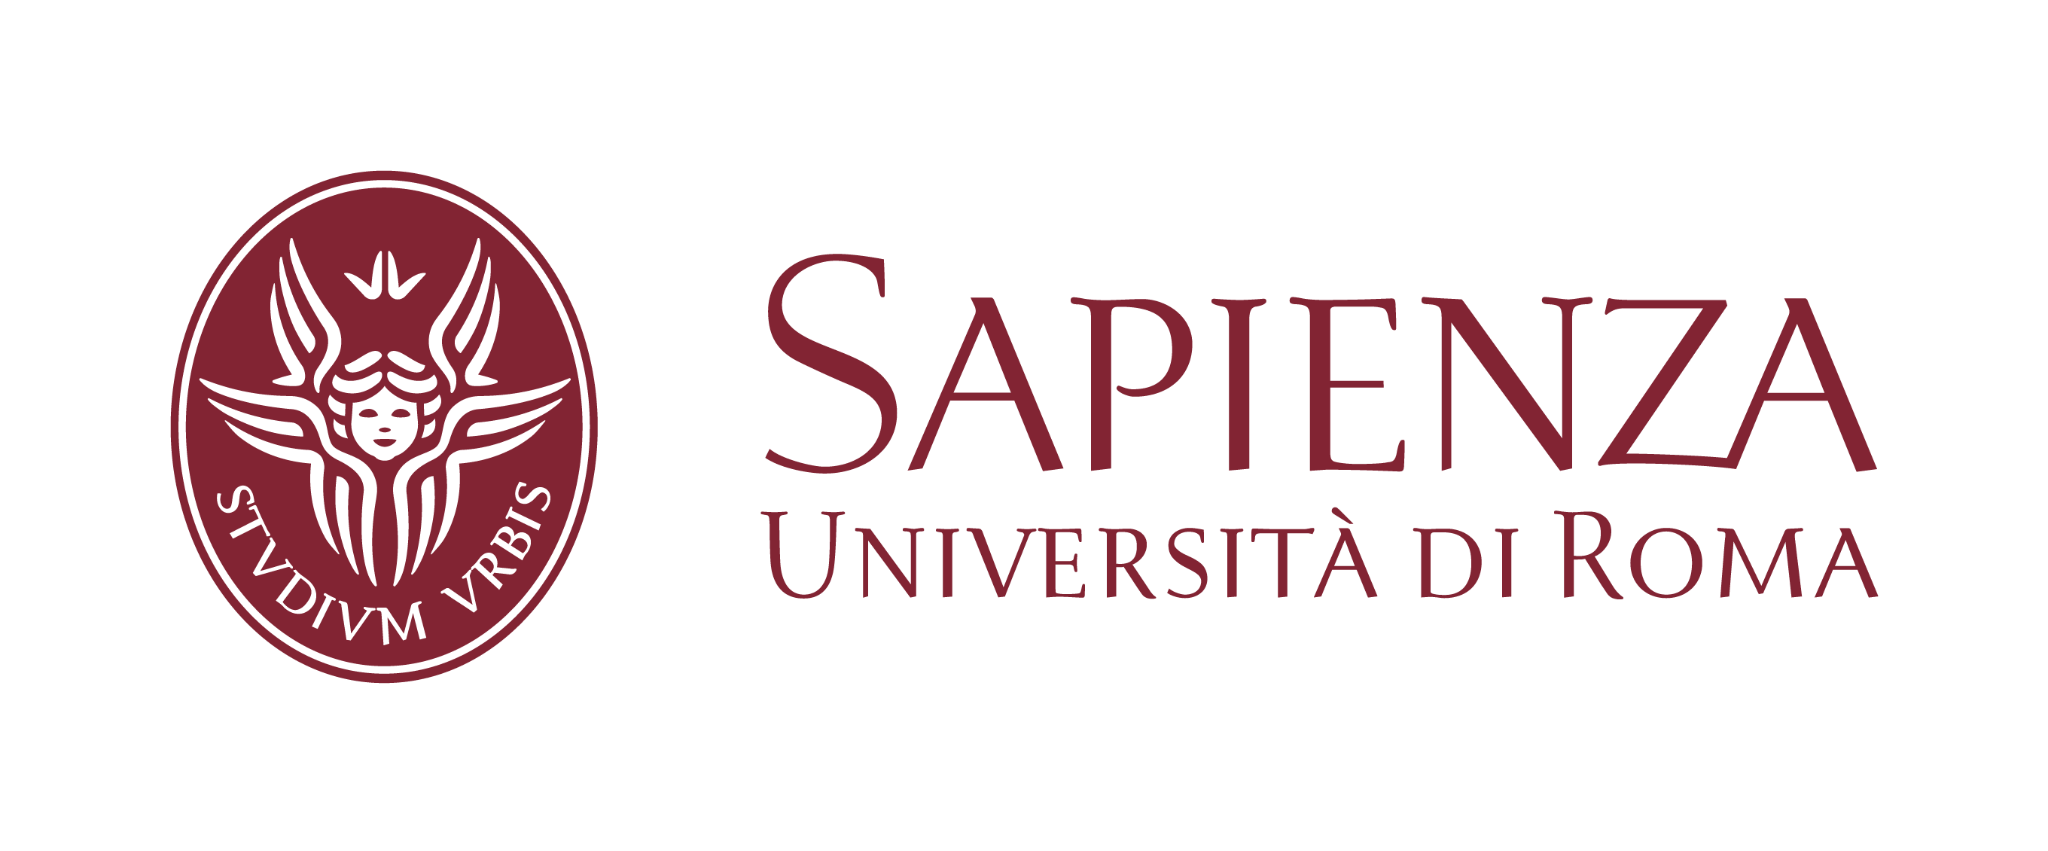 STVDIVM VRBIS
SAPIENZA
UNIVERSITÀ DI ROMA